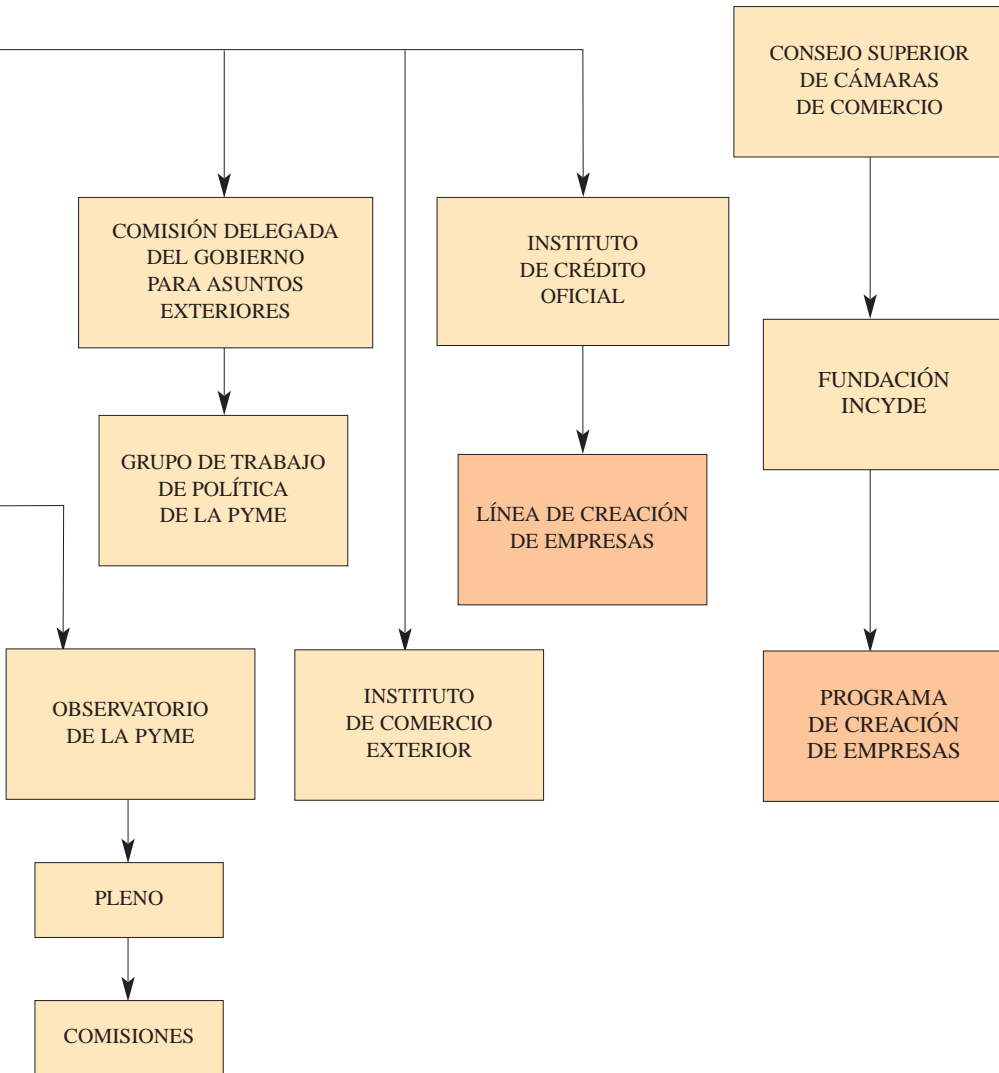 CONSEJO SUPERIOR
DE CÁMARAS
DE COMERCIO
COMISIÓN DELEGADA
DEL GOBIERNO
PARA ASUNTOS
EXTERIORES
INSTITUTO
DE CRÉDITO
OFICIAL
FUNDACIÓN
INCYDE
GRUPO DE TRABAJO
DE POLÍTICA
DE LA PYME
LÍNEA DE CREACIÓN
DE EMPRESAS
OBSERVATORIO
DE LA PYME
INSTITUTO
DE COMERCIO
EXTERIOR
PROGRAMA
DE CREACIÓN
DE EMPRESAS
PLENO
COMISIONES